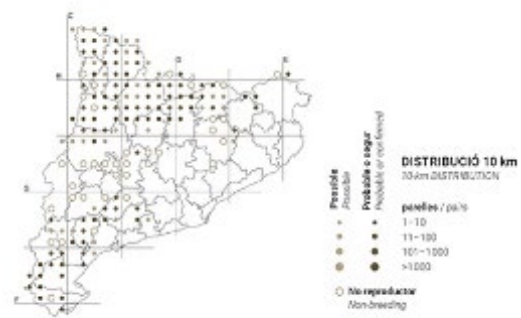 C
D
E
B
Possible
Possible
Probable o segur
Probable or confirmed
DISTRIBUCIÓ 10 km
10-km DISTRIBUTION
parelles / pairs
1–10
11–100
101–1000
>1000
No reproductor
Non-breeding
F